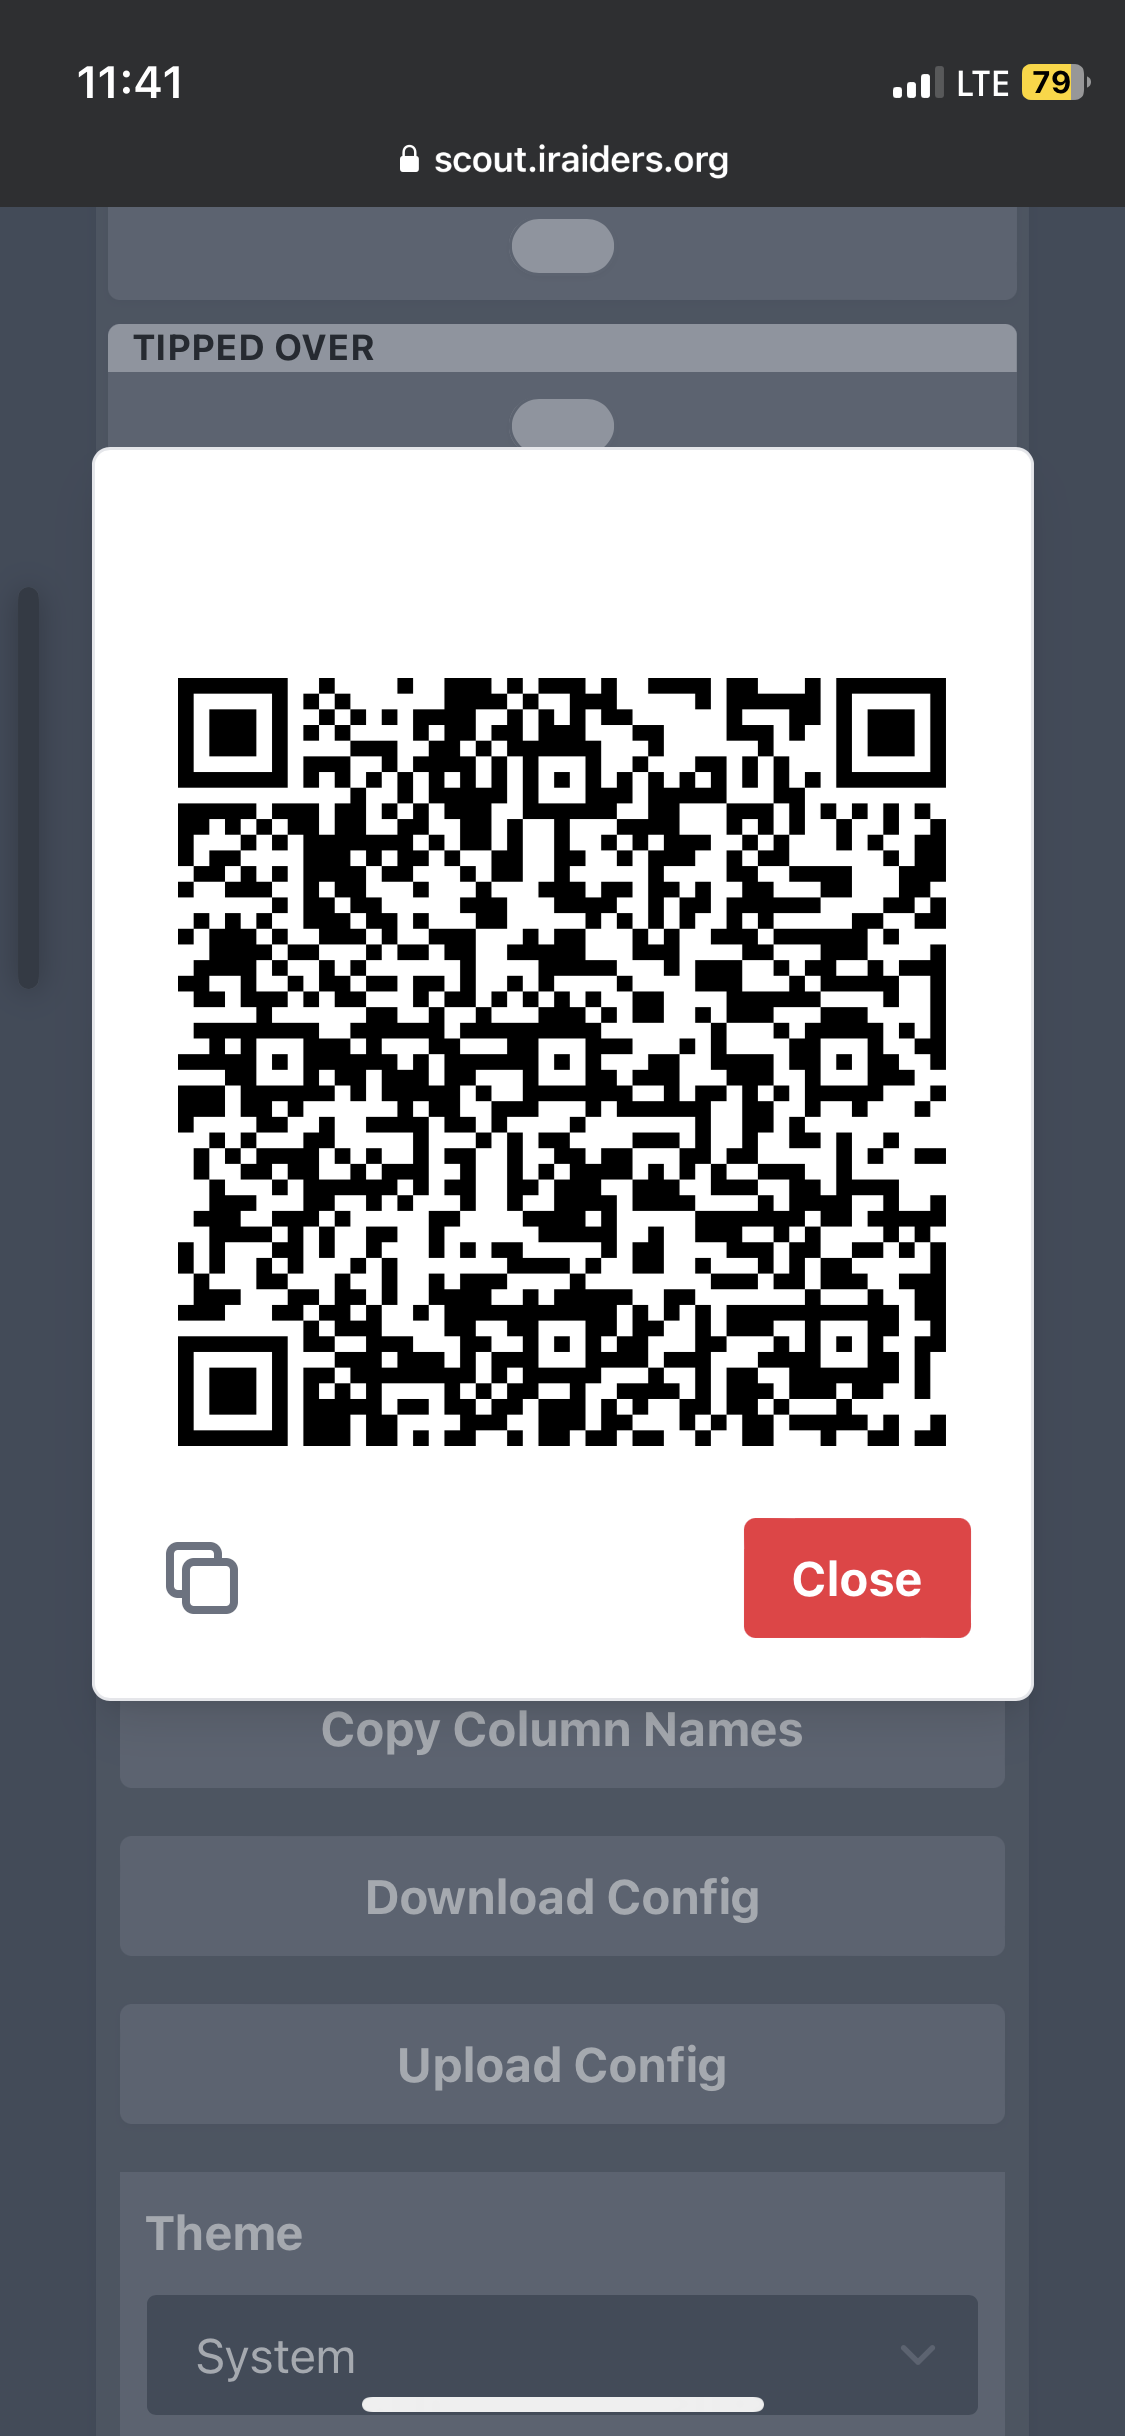 11:41
LTE 79
scout.iraiders.org
TIPPED OVER
Close
Copy Column Names
Download Config
Upload Config
Theme
System